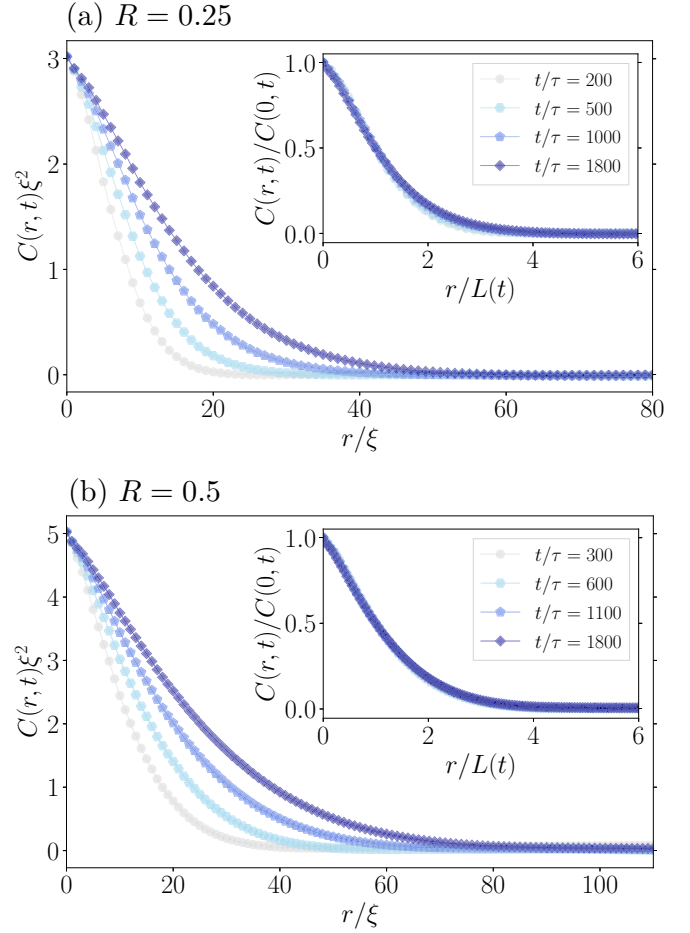 (a) R = 0.25
C(r, t)ξ²
3
2
1
0
0 20 40 60 80
r/ξ
C(r, t)/C(0, t)
1.0
0.5
0.0
0 2 4 6
r/L(t)
t/τ = 200
t/τ = 500
t/τ = 1000
t/τ = 1800
(b) R = 0.5
C(r, t)ξ²
5
4
3
2
1
0
0 20 40 60 80 100
r/ξ
C(r, t)/C(0, t)
1.0
0.5
0.0
0 2 4 6
r/L(t)
t/τ = 300
t/τ = 600
t/τ = 1100
t/τ = 1800